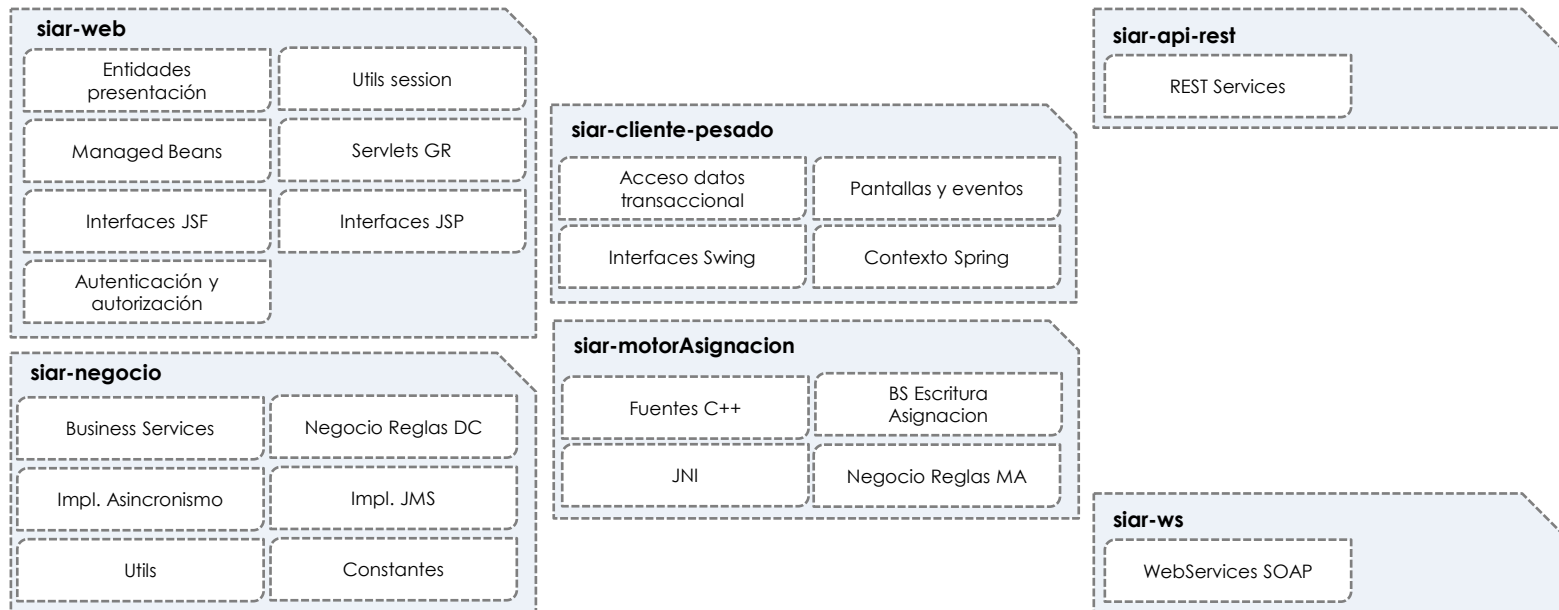 siar-web
Entidades
presentación
Utils session
Managed Beans
Servlets GR
Interfaces JSF
Interfaces JSP
Autenticación y
autorización
siar-negocio
Business Services
Negocio Reglas DC
Impl. Asincronismo
Impl. JMS
Utils
Constantes
siar-cliente-pesado
Acceso datos
transaccional
Pantallas y eventos
Interfaces Swing
Contexto Spring
siar-motorAsignacion
Fuentes C++
BS Escritura
Asignacion
JNI
Negocio Reglas MA
siar-api-rest
REST Services
siar-ws
WebServices SOAP